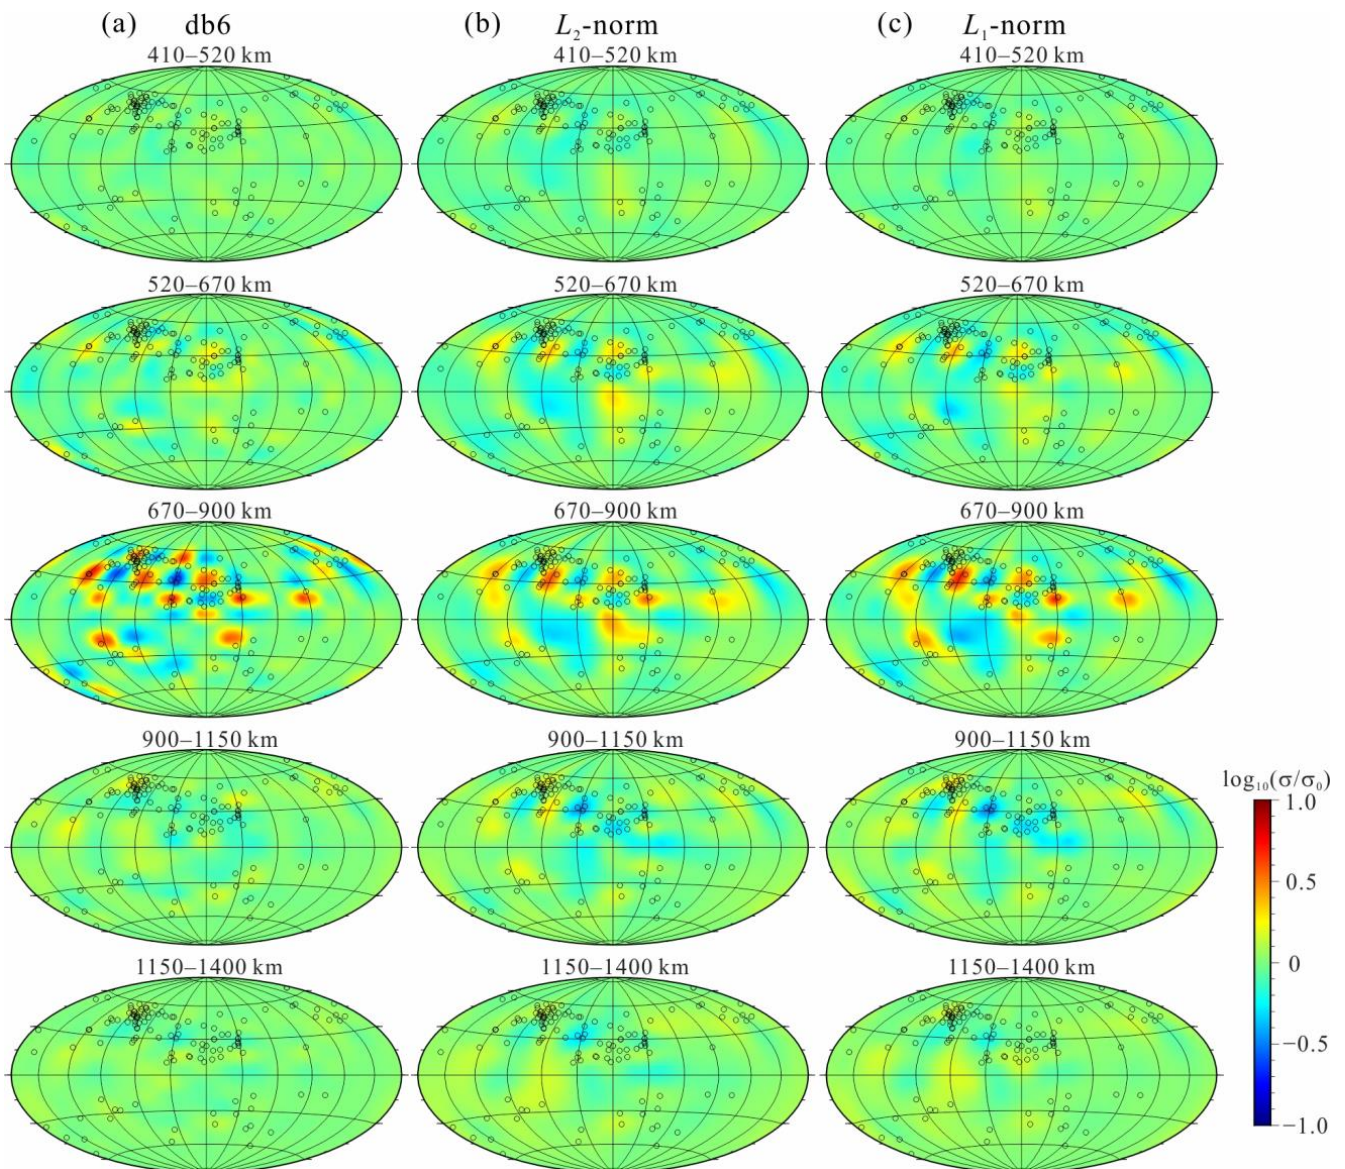 (a) db6 (b) L₂-norm (c) L₁-norm
410–520 km 410–520 km 410–520 km
520–670 km 520–670 km 520–670 km
670–900 km 670–900 km 670–900 km
900–1150 km 900–1150 km 900–1150 km
log₁₀(σ/σ₀)
1.0
0.5
0
−0.5
−1.0
1150–1400 km 1150–1400 km 1150–1400 km